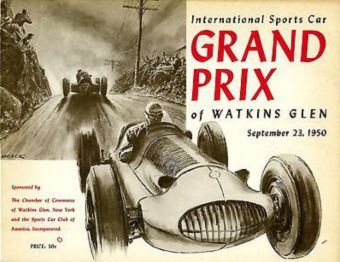 International Sports Car
GRAND
PRIX
of WATKINS GLEN
September 23, 1950
Sponsored by
The Chamber of Commerce
of Watkins Glen, New York
and the Sports Car Club of
America, Incorporated.
PRICE: 50c